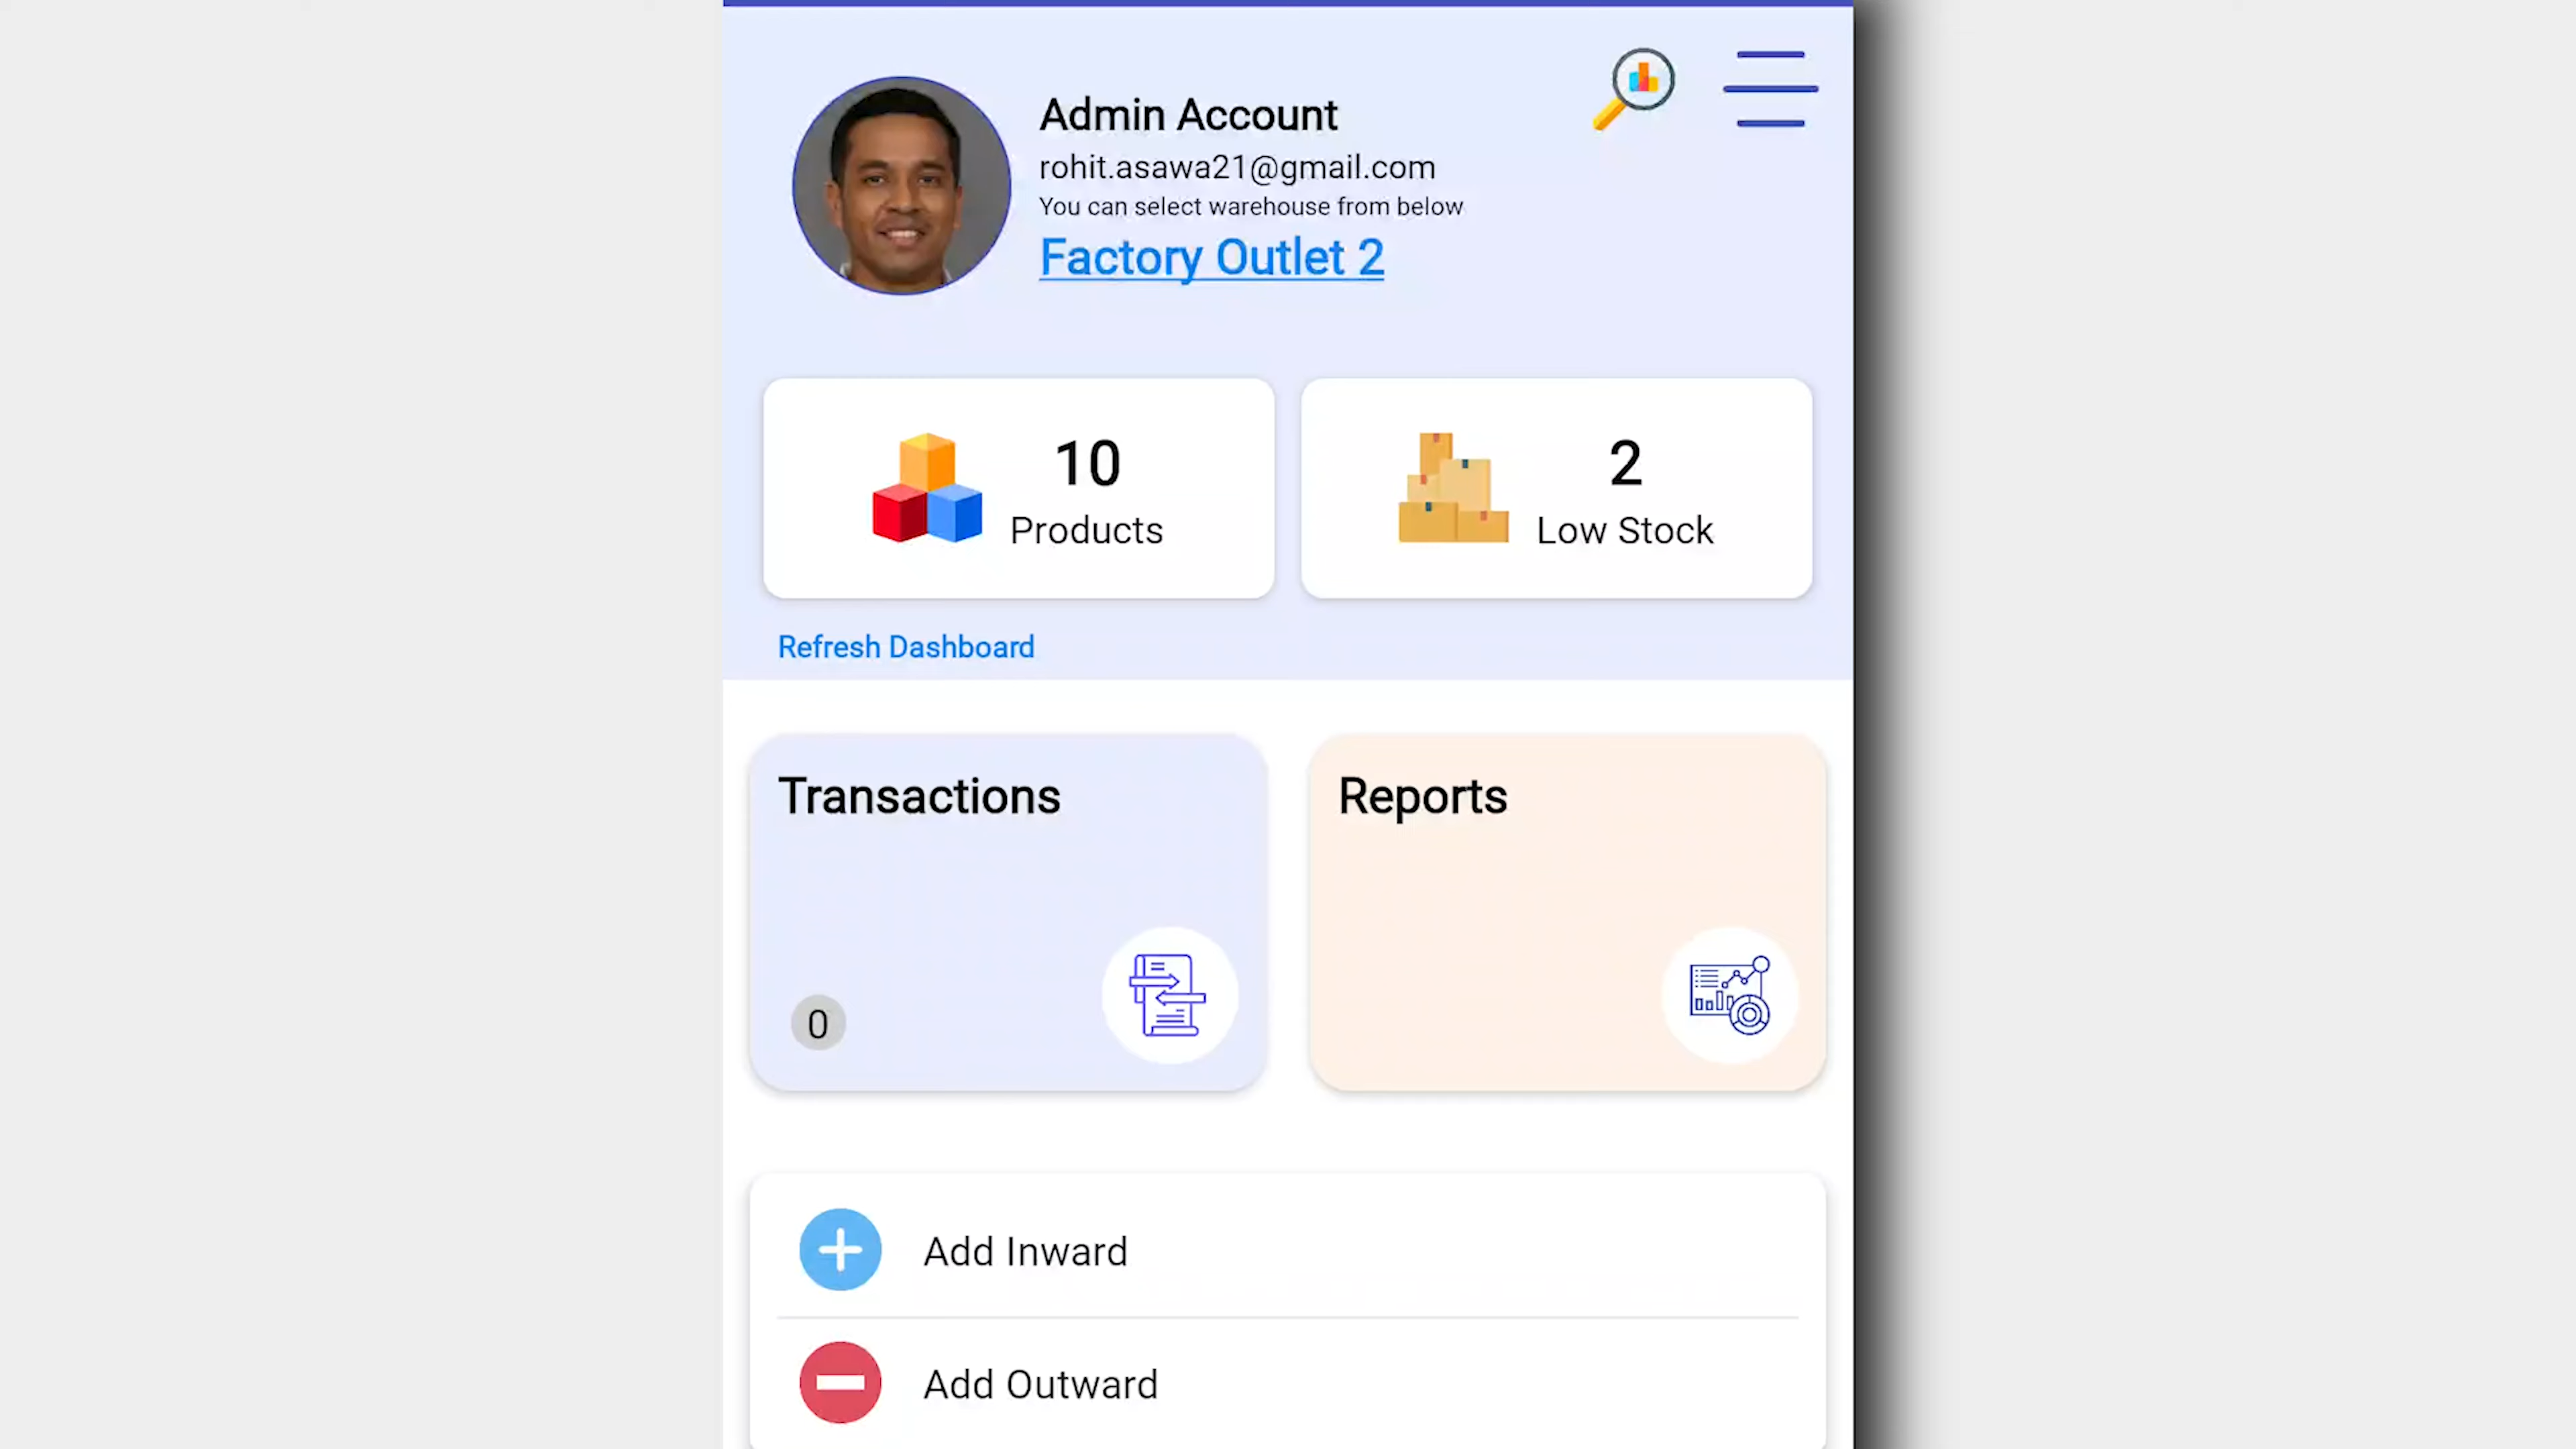 Admin Account
rohit.asawa21@gmail.com
You can select warehouse from below
Factory Outlet 2
10
Products
2
Low Stock
Refresh Dashboard
Transactions
0
Reports
Add Inward
Add Outward